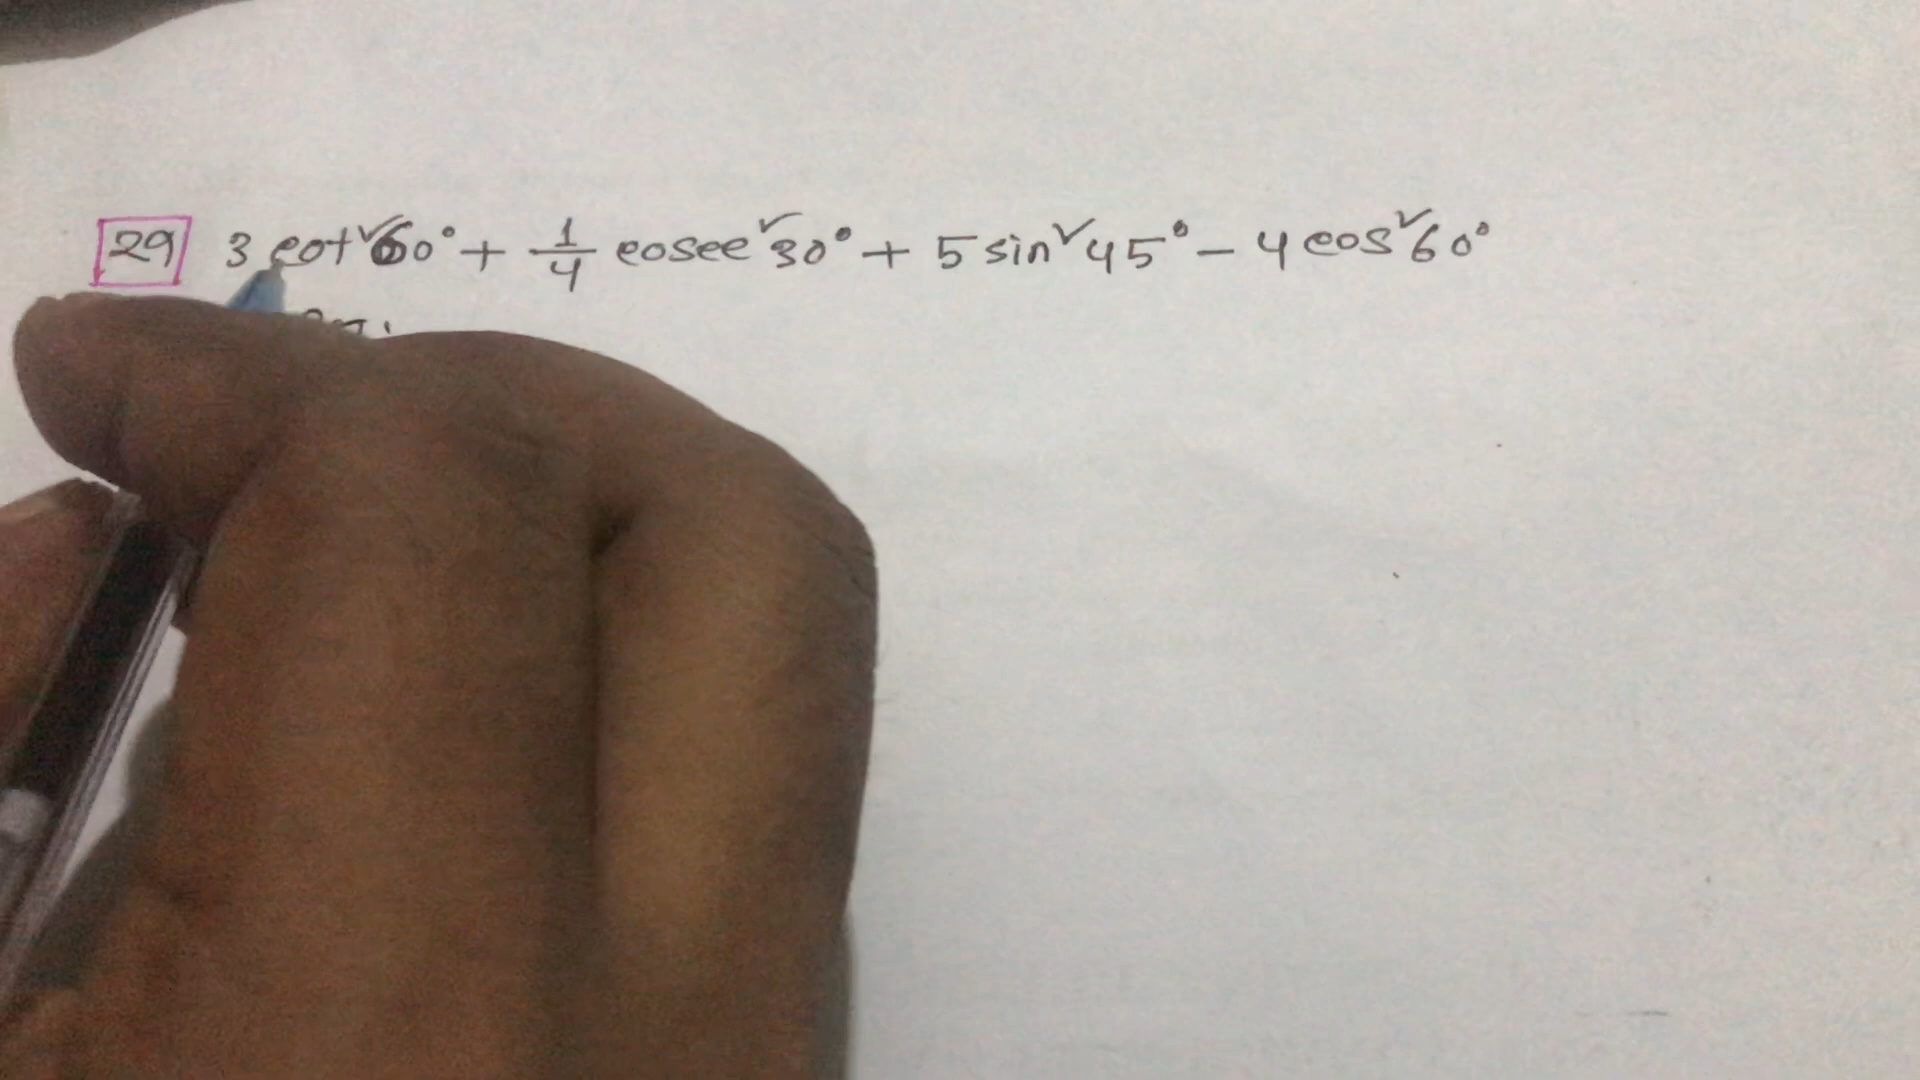 29 3 cot²60° + 1/4 cosec²30° + 5 sin²45° - 4 cos²60°